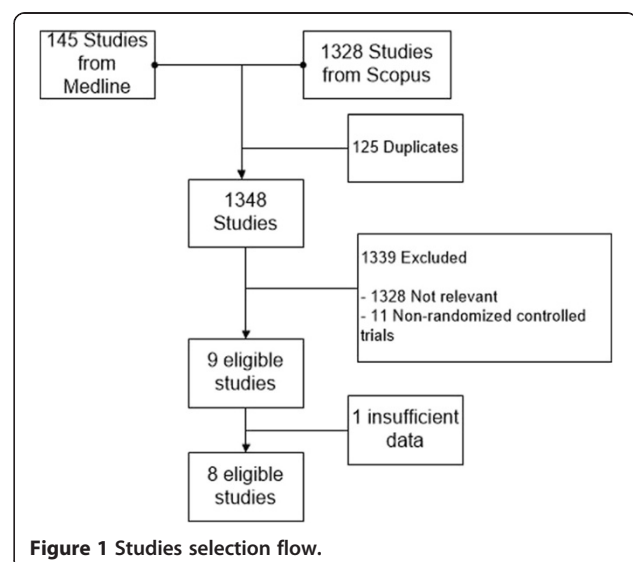 145 Studies
from
Medline
1328 Studies
from Scopus
125 Duplicates
1348
Studies
1339 Excluded
- 1328 Not relevant
- 11 Non-randomized controlled
trials
9 eligible
studies
1 insufficient
data
8 eligible
studies
Figure 1 Studies selection flow.